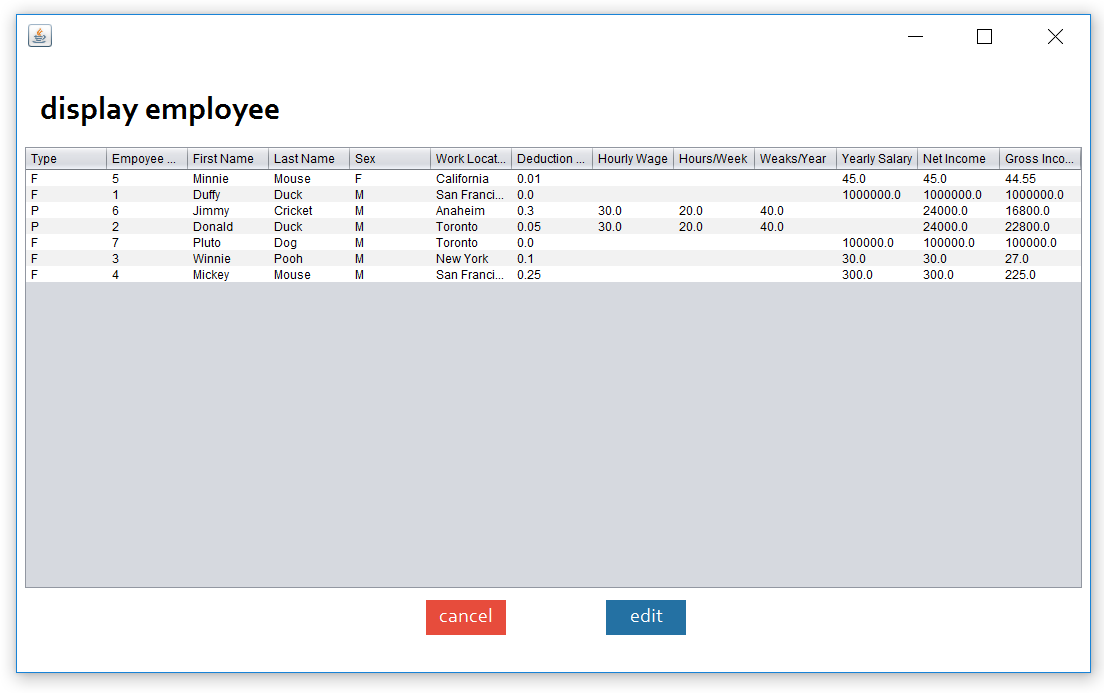 display employee
Type Empoyee ... First Name Last Name Sex Work Locat... Deduction ... Hourly Wage Hours/Week Weaks/Year Yearly Salary Net Income Gross Inco...
F 5 Minnie Mouse F California 0.01 45.0 45.0 44.55
F 1 Duffy Duck M San Franci... 0.0 1000000.0 1000000.0 1000000.0
P 6 Jimmy Cricket M Anaheim 0.3 30.0 20.0 40.0 24000.0 16800.0
P 2 Donald Duck M Toronto 0.05 30.0 20.0 40.0 24000.0 22800.0
F 7 Pluto Dog M Toronto 0.0 100000.0 100000.0 100000.0
F 3 Winnie Pooh M New York 0.1 30.0 30.0 27.0
F 4 Mickey Mouse M San Franci... 0.25 300.0 300.0 225.0
cancel edit